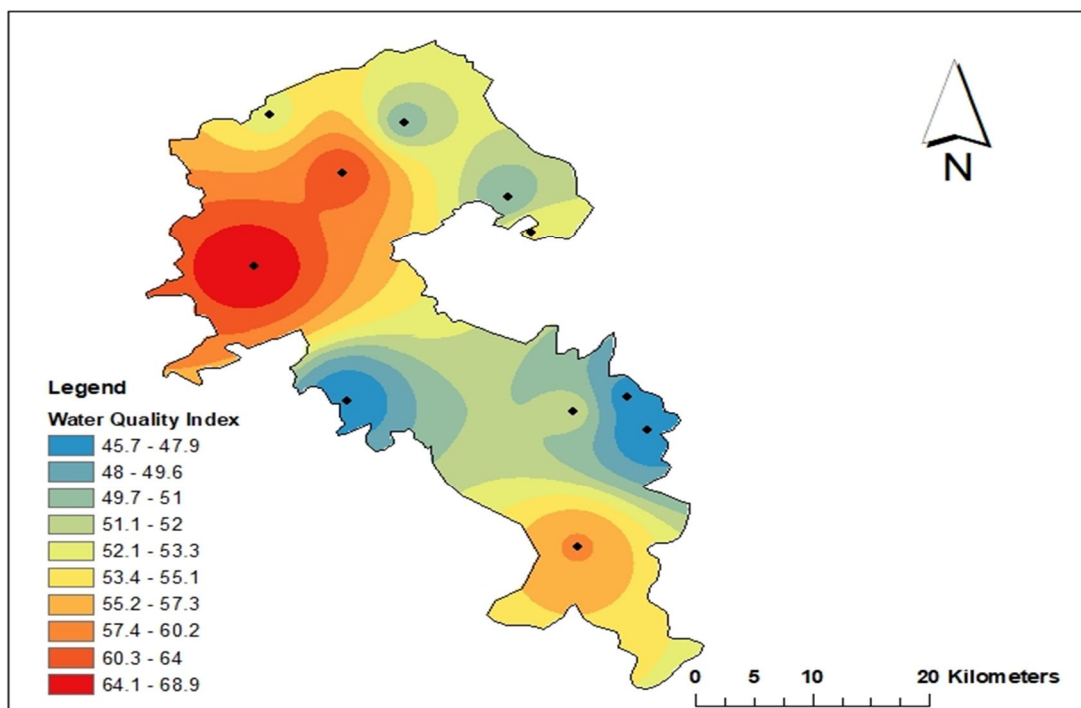 N
Legend
Water Quality Index
45.7 - 47.9
48 - 49.6
49.7 - 51
51.1 - 52
52.1 - 53.3
53.4 - 55.1
55.2 - 57.3
57.4 - 60.2
60.3 - 64
64.1 - 68.9
0 5 10 20 Kilometers